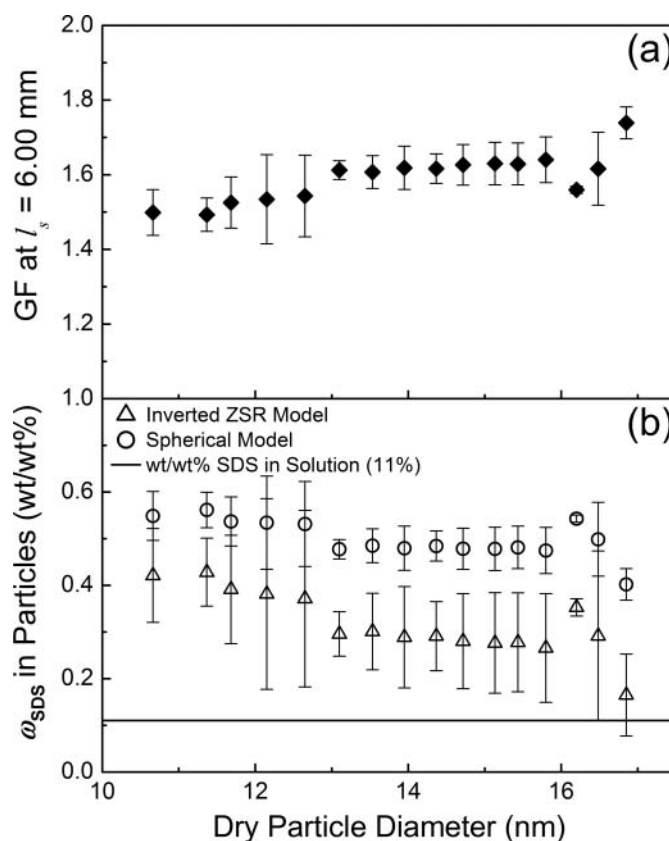 (a)
2.0
1.8
1.6
1.4
1.2
1.0
GF at l_s = 6.00 mm
(b)
Inverted ZSR Model
Spherical Model
wt/wt% SDS in Solution (11%)
0.6
0.4
0.2
0.0
ω_SDS in Particles (wt/wt%)
10 12 14 16
Dry Particle Diameter (nm)